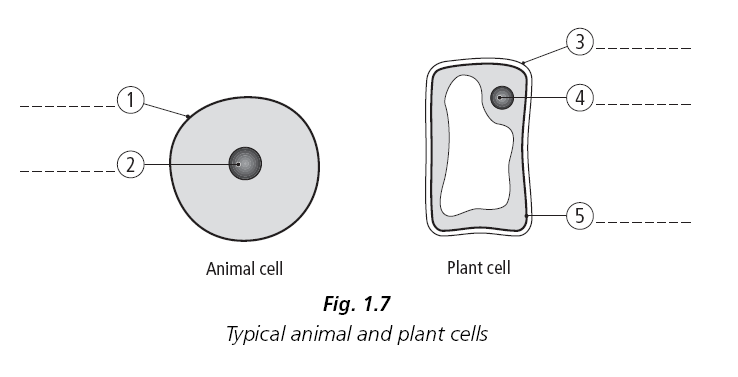 3
1
4
2
5
Animal cell
Plant cell
Fig. 1.7
Typical animal and plant cells